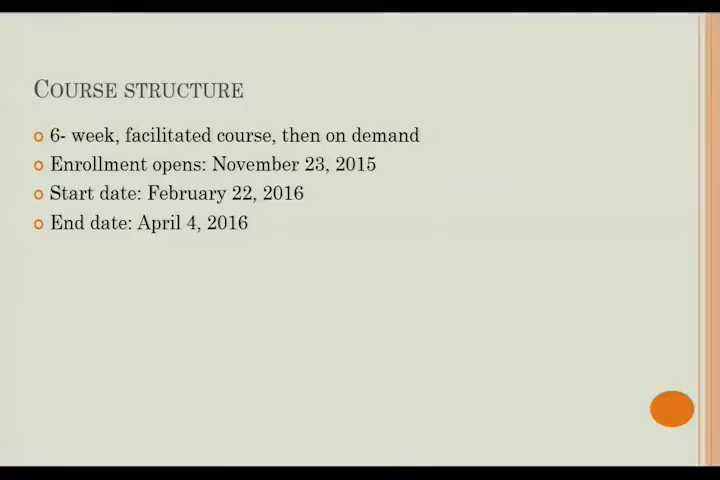 COURSE STRUCTURE
6- week, facilitated course, then on demand
Enrollment opens: November 23, 2015
Start date: February 22, 2016
End date: April 4, 2016